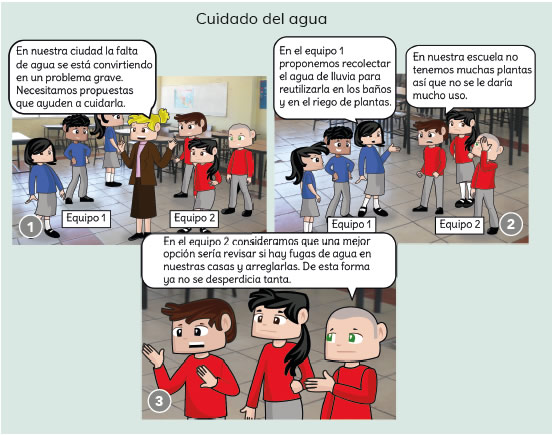 Cuidado del agua
En nuestra ciudad la falta
de agua se está convirtiendo
en un problema grave.
Necesitamos propuestas
que ayuden a cuidarla.
Equipo 1
Equipo 2
1
En el equipo 1
proponemos recolectar
el agua de lluvia para
reutilizarla en los baños
y en el riego de plantas.
En nuestra escuela no
tenemos muchas plantas
así que no se le daría
mucho uso.
Equipo 1
Equipo 2
2
En el equipo 2 consideramos que una mejor
opción sería revisar si hay fugas de agua en
nuestras casas y arreglarlas. De esta forma
ya no se desperdicia tanta.
3